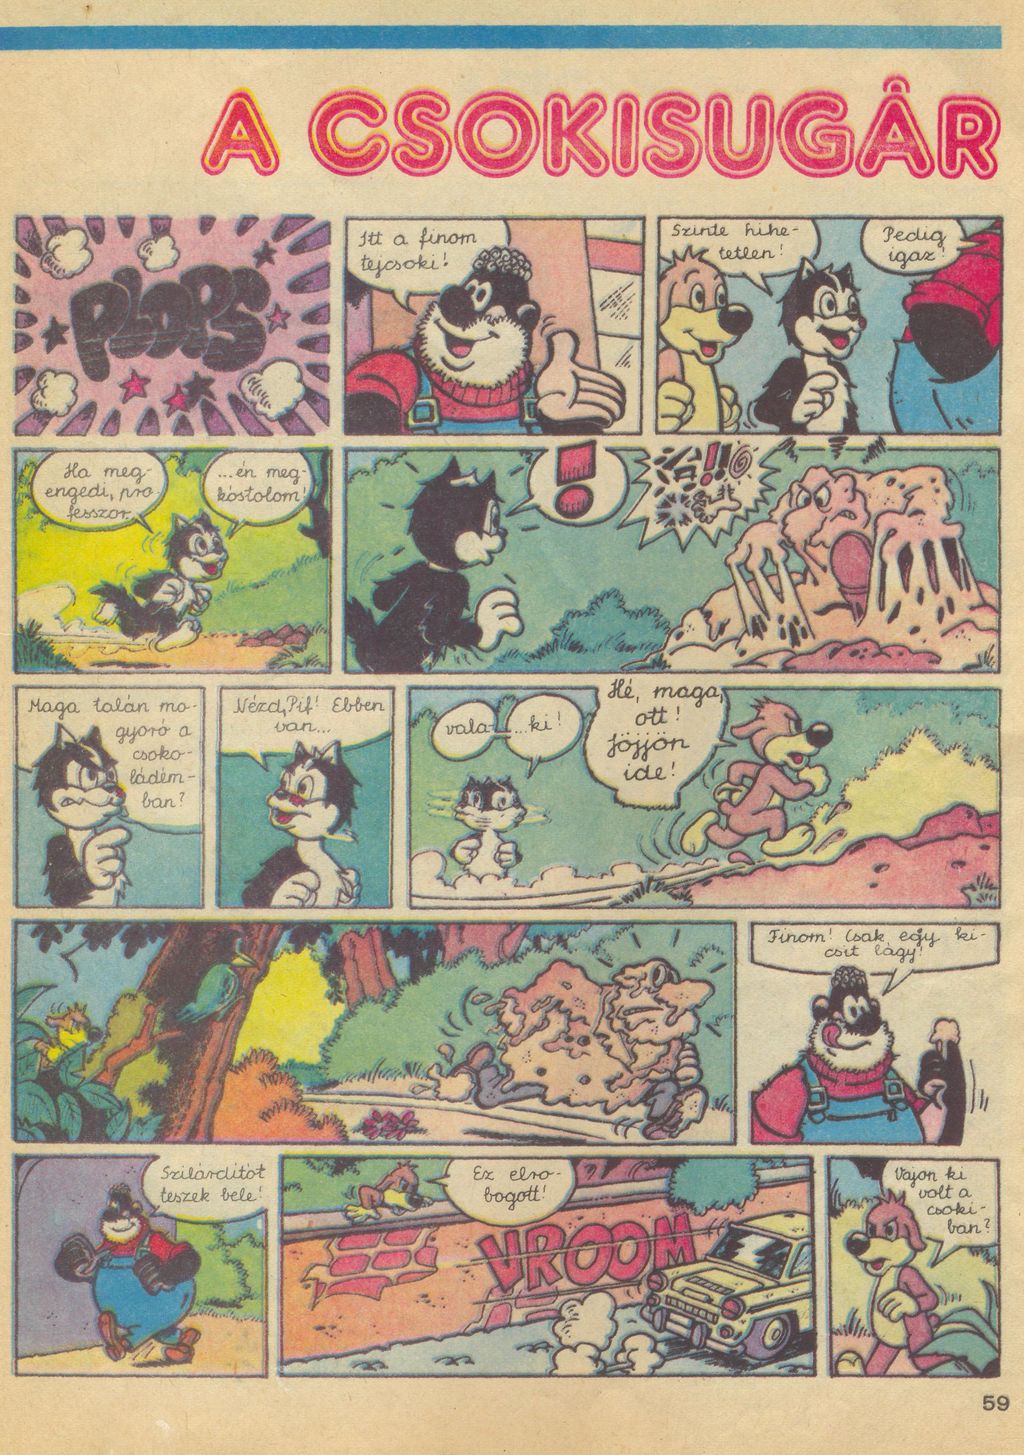 A CSOKISUGÂR
PLOPS
Itt a finom
tejcsoki!
Szinte hihe-
tetlen!
Pedig
igaz!
Ha meg-
engedi, pro
fesszor,
...én meg-
kóstolom!
!
!!
Maga talán mo-
gyoró a
csoko-
ládém-
ban?
Nézd, Pif! Ebben
van...
vala-
...ki!
Hé, maga,
ott!
Jöjjön
ide!
Finom! Csak egy ki-
csit lágy!
Szilárdítót
teszek bele!
Ez elro-
bogott!
VROOM
Vajon ki
volt a
csoki-
ban?
59